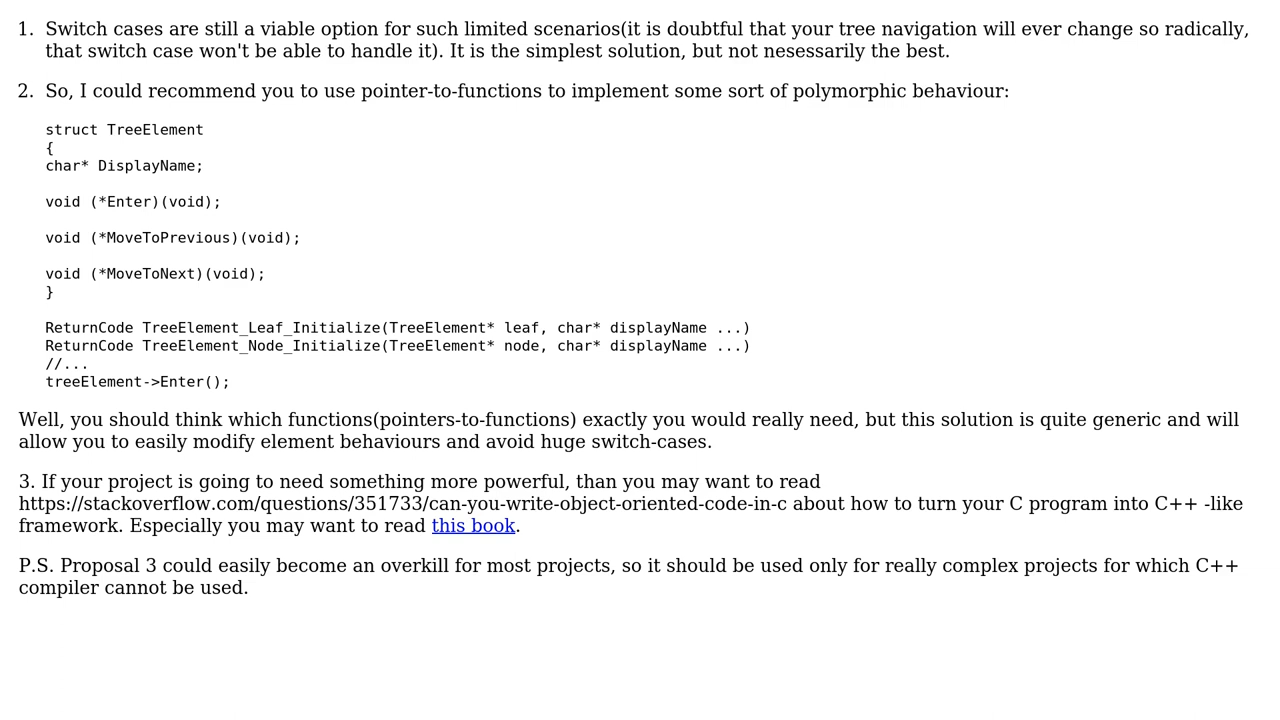 1. Switch cases are still a viable option for such limited scenarios(it is doubtful that your tree navigation will ever change so radically,
that switch case won't be able to handle it). It is the simplest solution, but not nesessarily the best.
2. So, I could recommend you to use pointer-to-functions to implement some sort of polymorphic behaviour:
struct TreeElement
{
char* DisplayName;
void (*Enter)(void);
void (*MoveToPrevious)(void);
void (*MoveToNext)(void);
}
ReturnCode TreeElement_Leaf_Initialize(TreeElement* leaf, char* displayName ...)
ReturnCode TreeElement_Node_Initialize(TreeElement* node, char* displayName ...)
//...
treeElement->Enter();
Well, you should think which functions(pointers-to-functions) exactly you would really need, but this solution is quite generic and will
allow you to easily modify element behaviours and avoid huge switch-cases.
3. If your project is going to need something more powerful, than you may want to read
https://stackoverflow.com/questions/351733/can-you-write-object-oriented-code-in-c about how to turn your C program into C++ -like
framework. Especially you may want to read this book.
P.S. Proposal 3 could easily become an overkill for most projects, so it should be used only for really complex projects for which C++
compiler cannot be used.